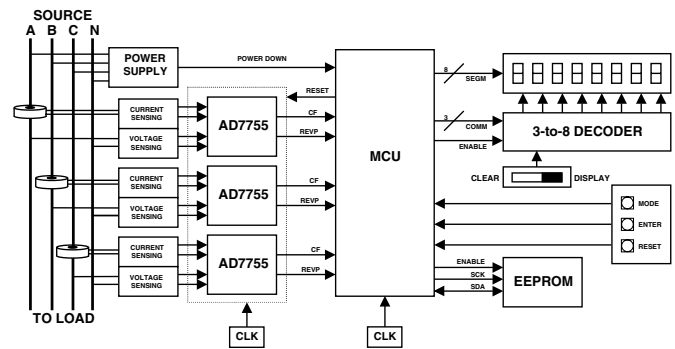 SOURCE
A B C N
POWER SUPPLY
POWER DOWN
CURRENT SENSING
VOLTAGE SENSING
AD7755
RESET
CF
REVP
CURRENT SENSING
VOLTAGE SENSING
AD7755
CF
REVP
CURRENT SENSING
VOLTAGE SENSING
AD7755
CF
REVP
TO LOAD
CLK
MCU
CLK
8
SEGM
3
COMM
ENABLE
3-to-8 DECODER
CLEAR
DISPLAY
MODE
ENTER
RESET
ENABLE
SCK
SDA
EEPROM